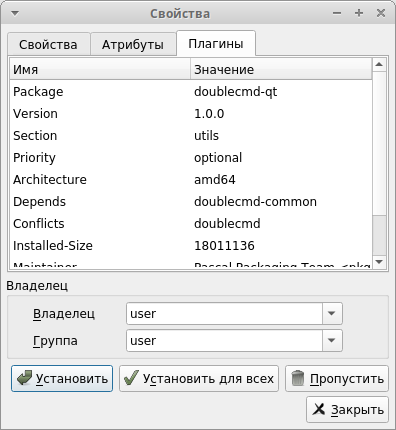 Свойства
Свойства Атрибуты Плагины
Имя Значение
Package doublecmd-qt
Version 1.0.0
Section utils
Priority optional
Architecture amd64
Depends doublecmd-common
Conflicts doublecmd
Installed-Size 18011136
Maintainer Pascal Packaging Team <pkg
Владелец
Владелец user
Группа user
Установить Установить для всех Пропустить
Закрыть